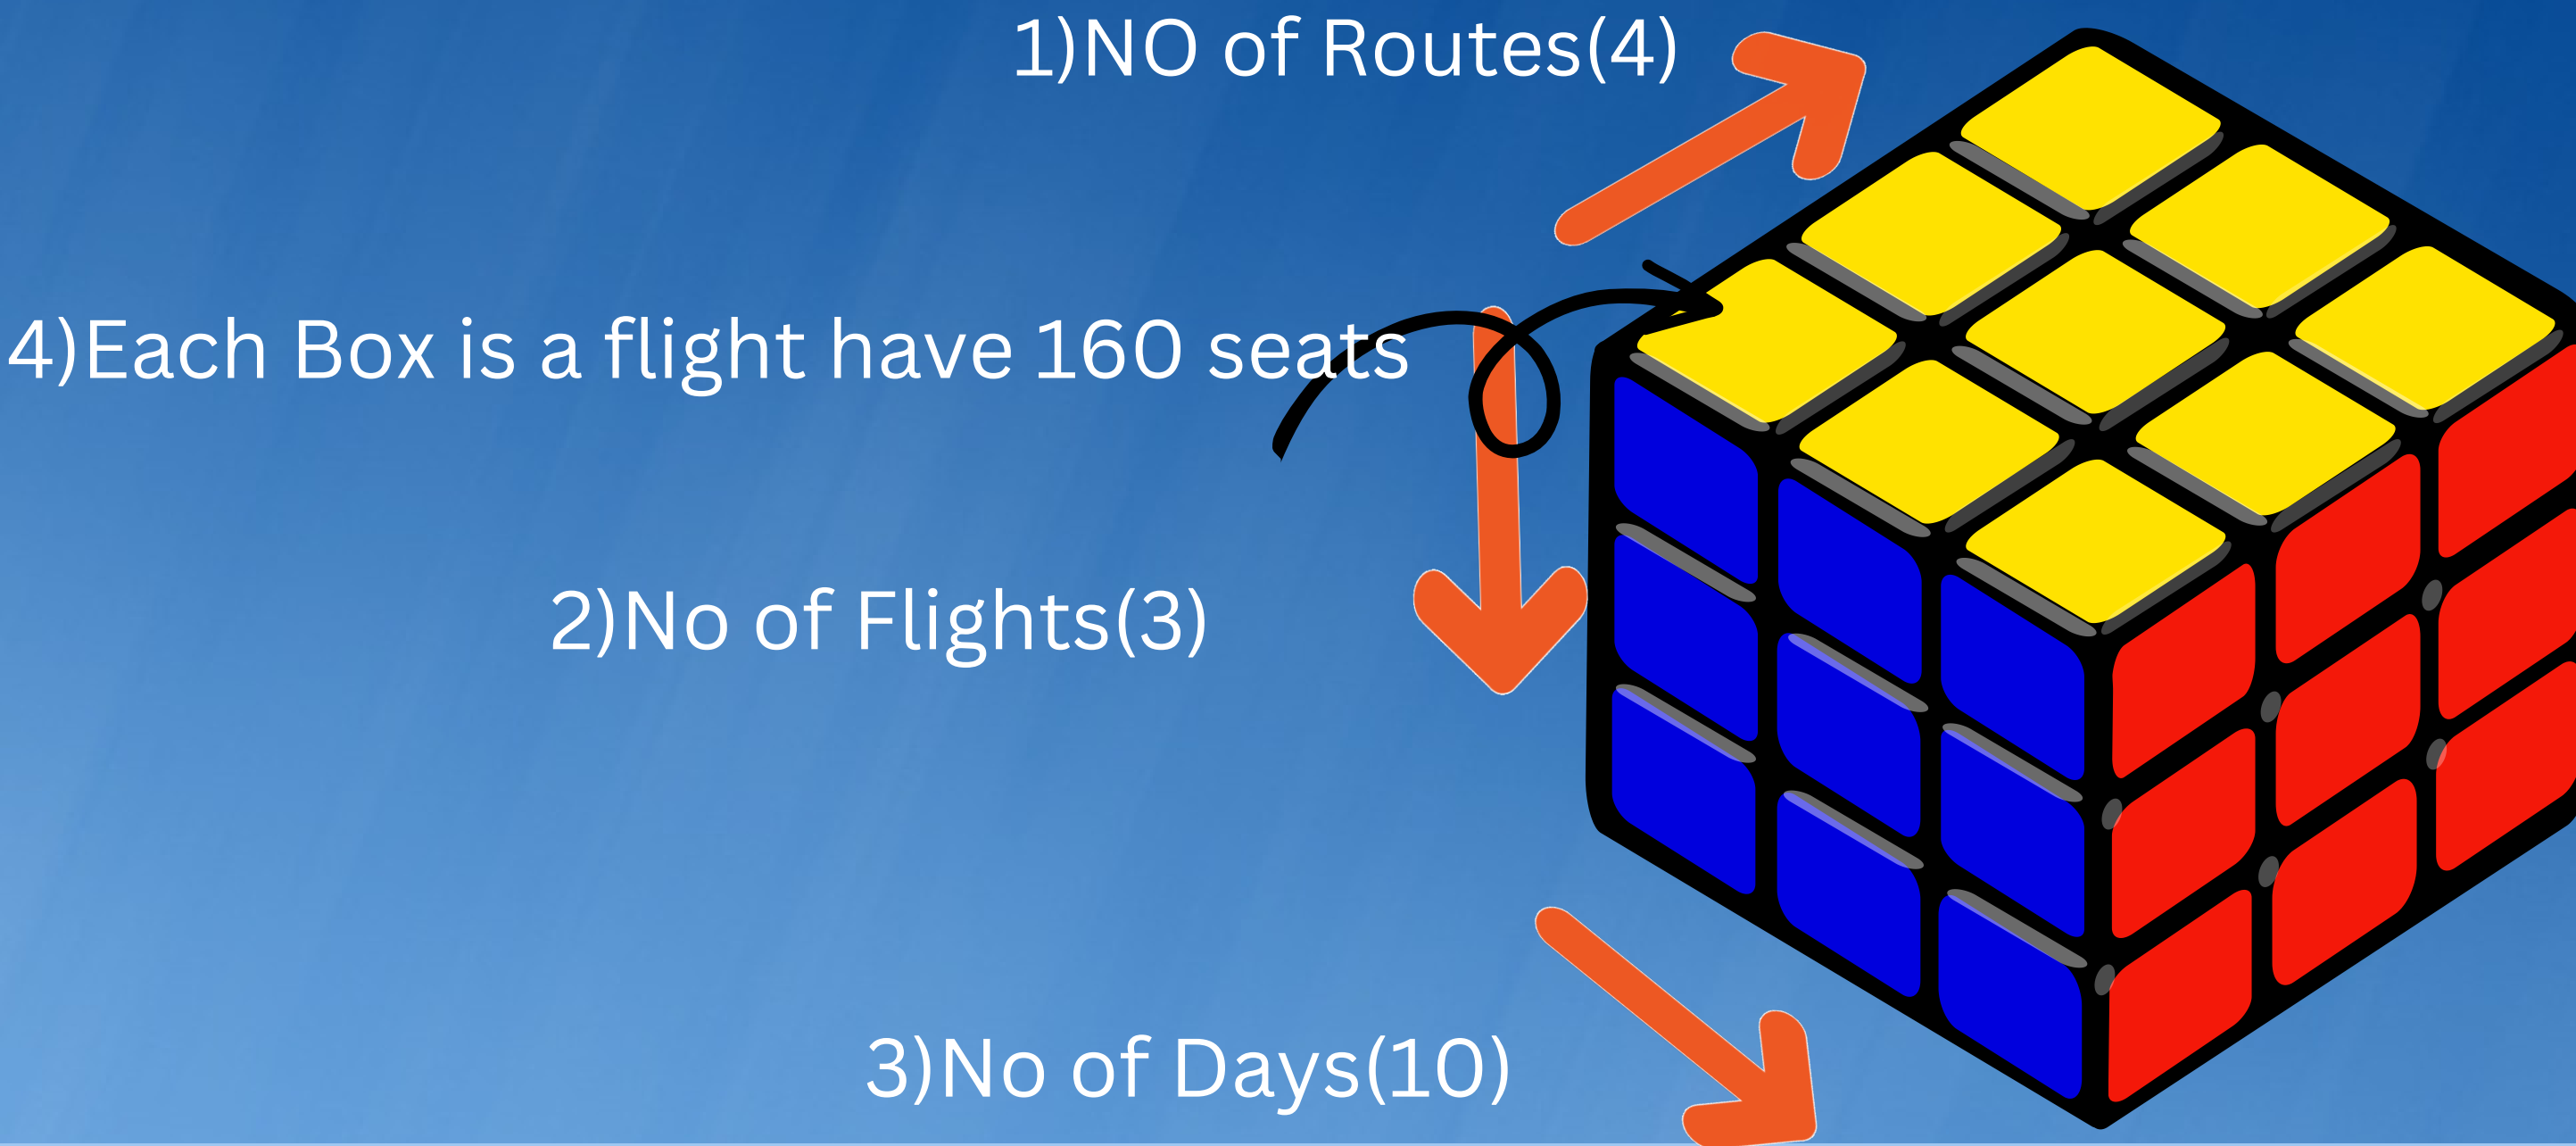 1)NO of Routes(4)
4)Each Box is a flight have 160 seats
2)No of Flights(3)
3)No of Days(10)